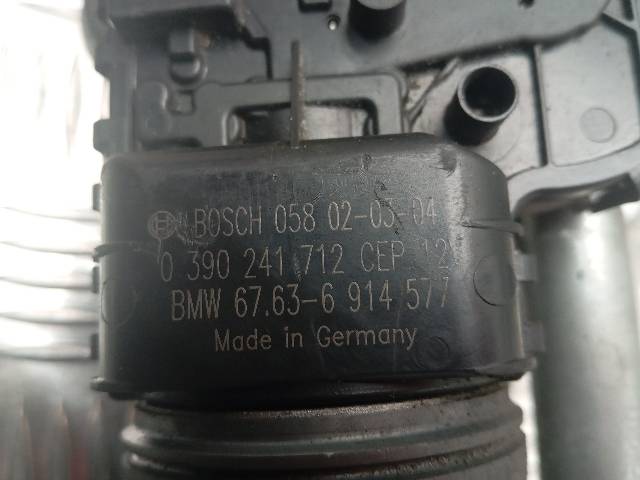 BOSCH 058 02-03-04
0 390 241 712 CEP 12
BMW 67.63-6 914 577
Made in Germany